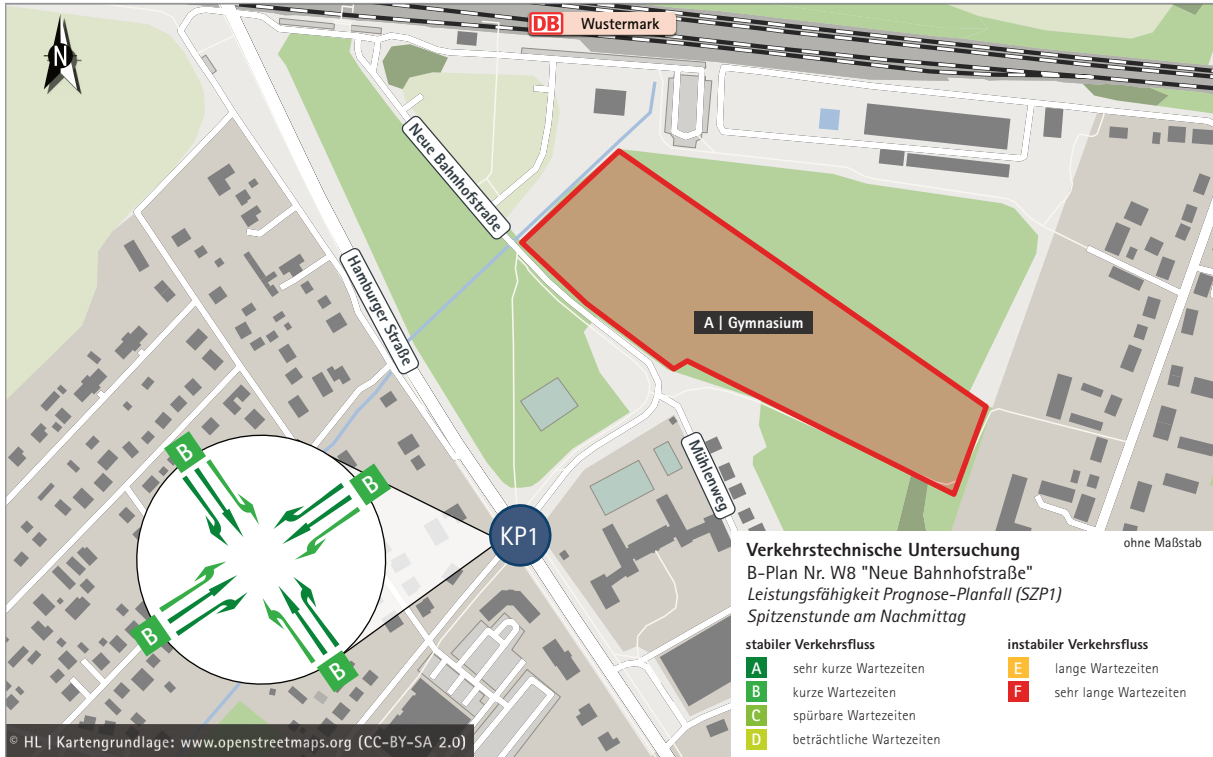 DB Wustermark
N
Neue Bahnhofstraße
Hamburger Straße
A | Gymnasium
Mühlenweg
B
B
B
B
KP1
ohne Maßstab
Verkehrstechnische Untersuchung
B-Plan Nr. W8 "Neue Bahnhofstraße"
Leistungsfähigkeit Prognose-Planfall (SZP1)
Spitzenstunde am Nachmittag
stabiler Verkehrsfluss
A sehr kurze Wartezeiten
B kurze Wartezeiten
C spürbare Wartezeiten
D beträchtliche Wartezeiten
instabiler Verkehrsfluss
E lange Wartezeiten
F sehr lange Wartezeiten
© HL | Kartengrundlage: www.openstreetmaps.org (CC-BY-SA 2.0)